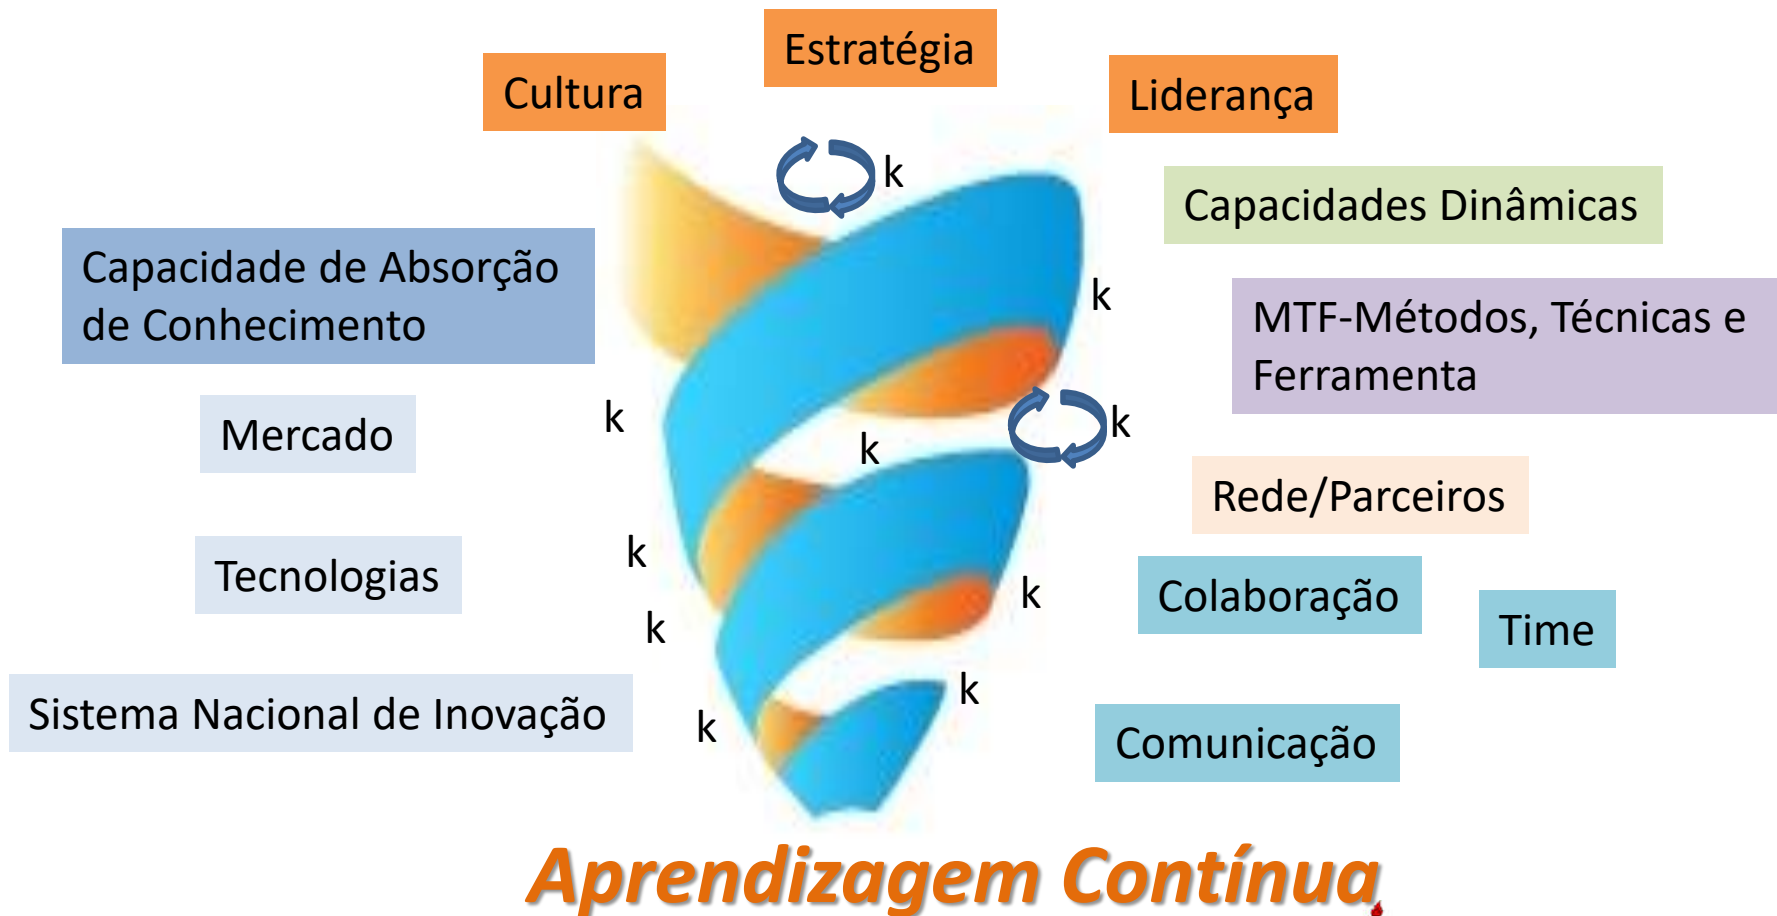 Estratégia
Cultura
Liderança
k
Capacidades Dinâmicas
Capacidade de Absorção
de Conhecimento
k
MTF-Métodos, Técnicas e
Ferramenta
k
Mercado
k
k
Rede/Parceiros
k
Tecnologias
k
Colaboração
Time
k
k
Sistema Nacional de Inovação
k
Comunicação
Aprendizagem Contínua